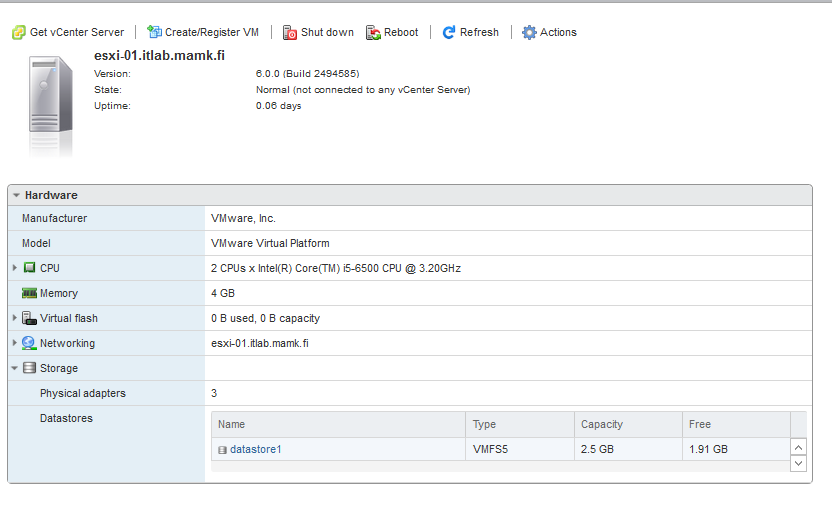 Get vCenter Server Create/Register VM Shut down Reboot Refresh Actions
esxi-01.itlab.mamk.fi
Version: 6.0.0 (Build 2494585)
State: Normal (not connected to any vCenter Server)
Uptime: 0.06 days
Hardware
Manufacturer VMware, Inc.
Model VMware Virtual Platform
CPU 2 CPUs x Intel(R) Core(TM) i5-6500 CPU @ 3.20GHz
Memory 4 GB
Virtual flash 0 B used, 0 B capacity
Networking esxi-01.itlab.mamk.fi
Storage
Physical adapters 3
Datastores
Name Type Capacity Free
datastore1 VMFS5 2.5 GB 1.91 GB